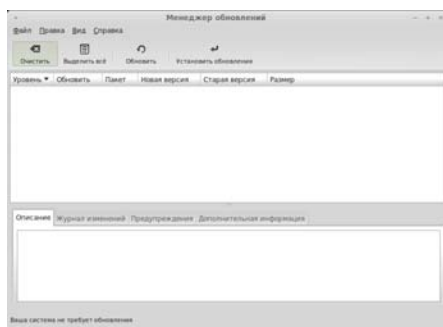 Менеджер обновлений
Файл Правка Вид Справка
Очистить Выделить всё Обновить Установить обновления
Уровень Обновить Пакет Новая версия Старая версия Размер
Описание Журнал изменений Предупреждения Дополнительная информация
Ваша система не требует обновления